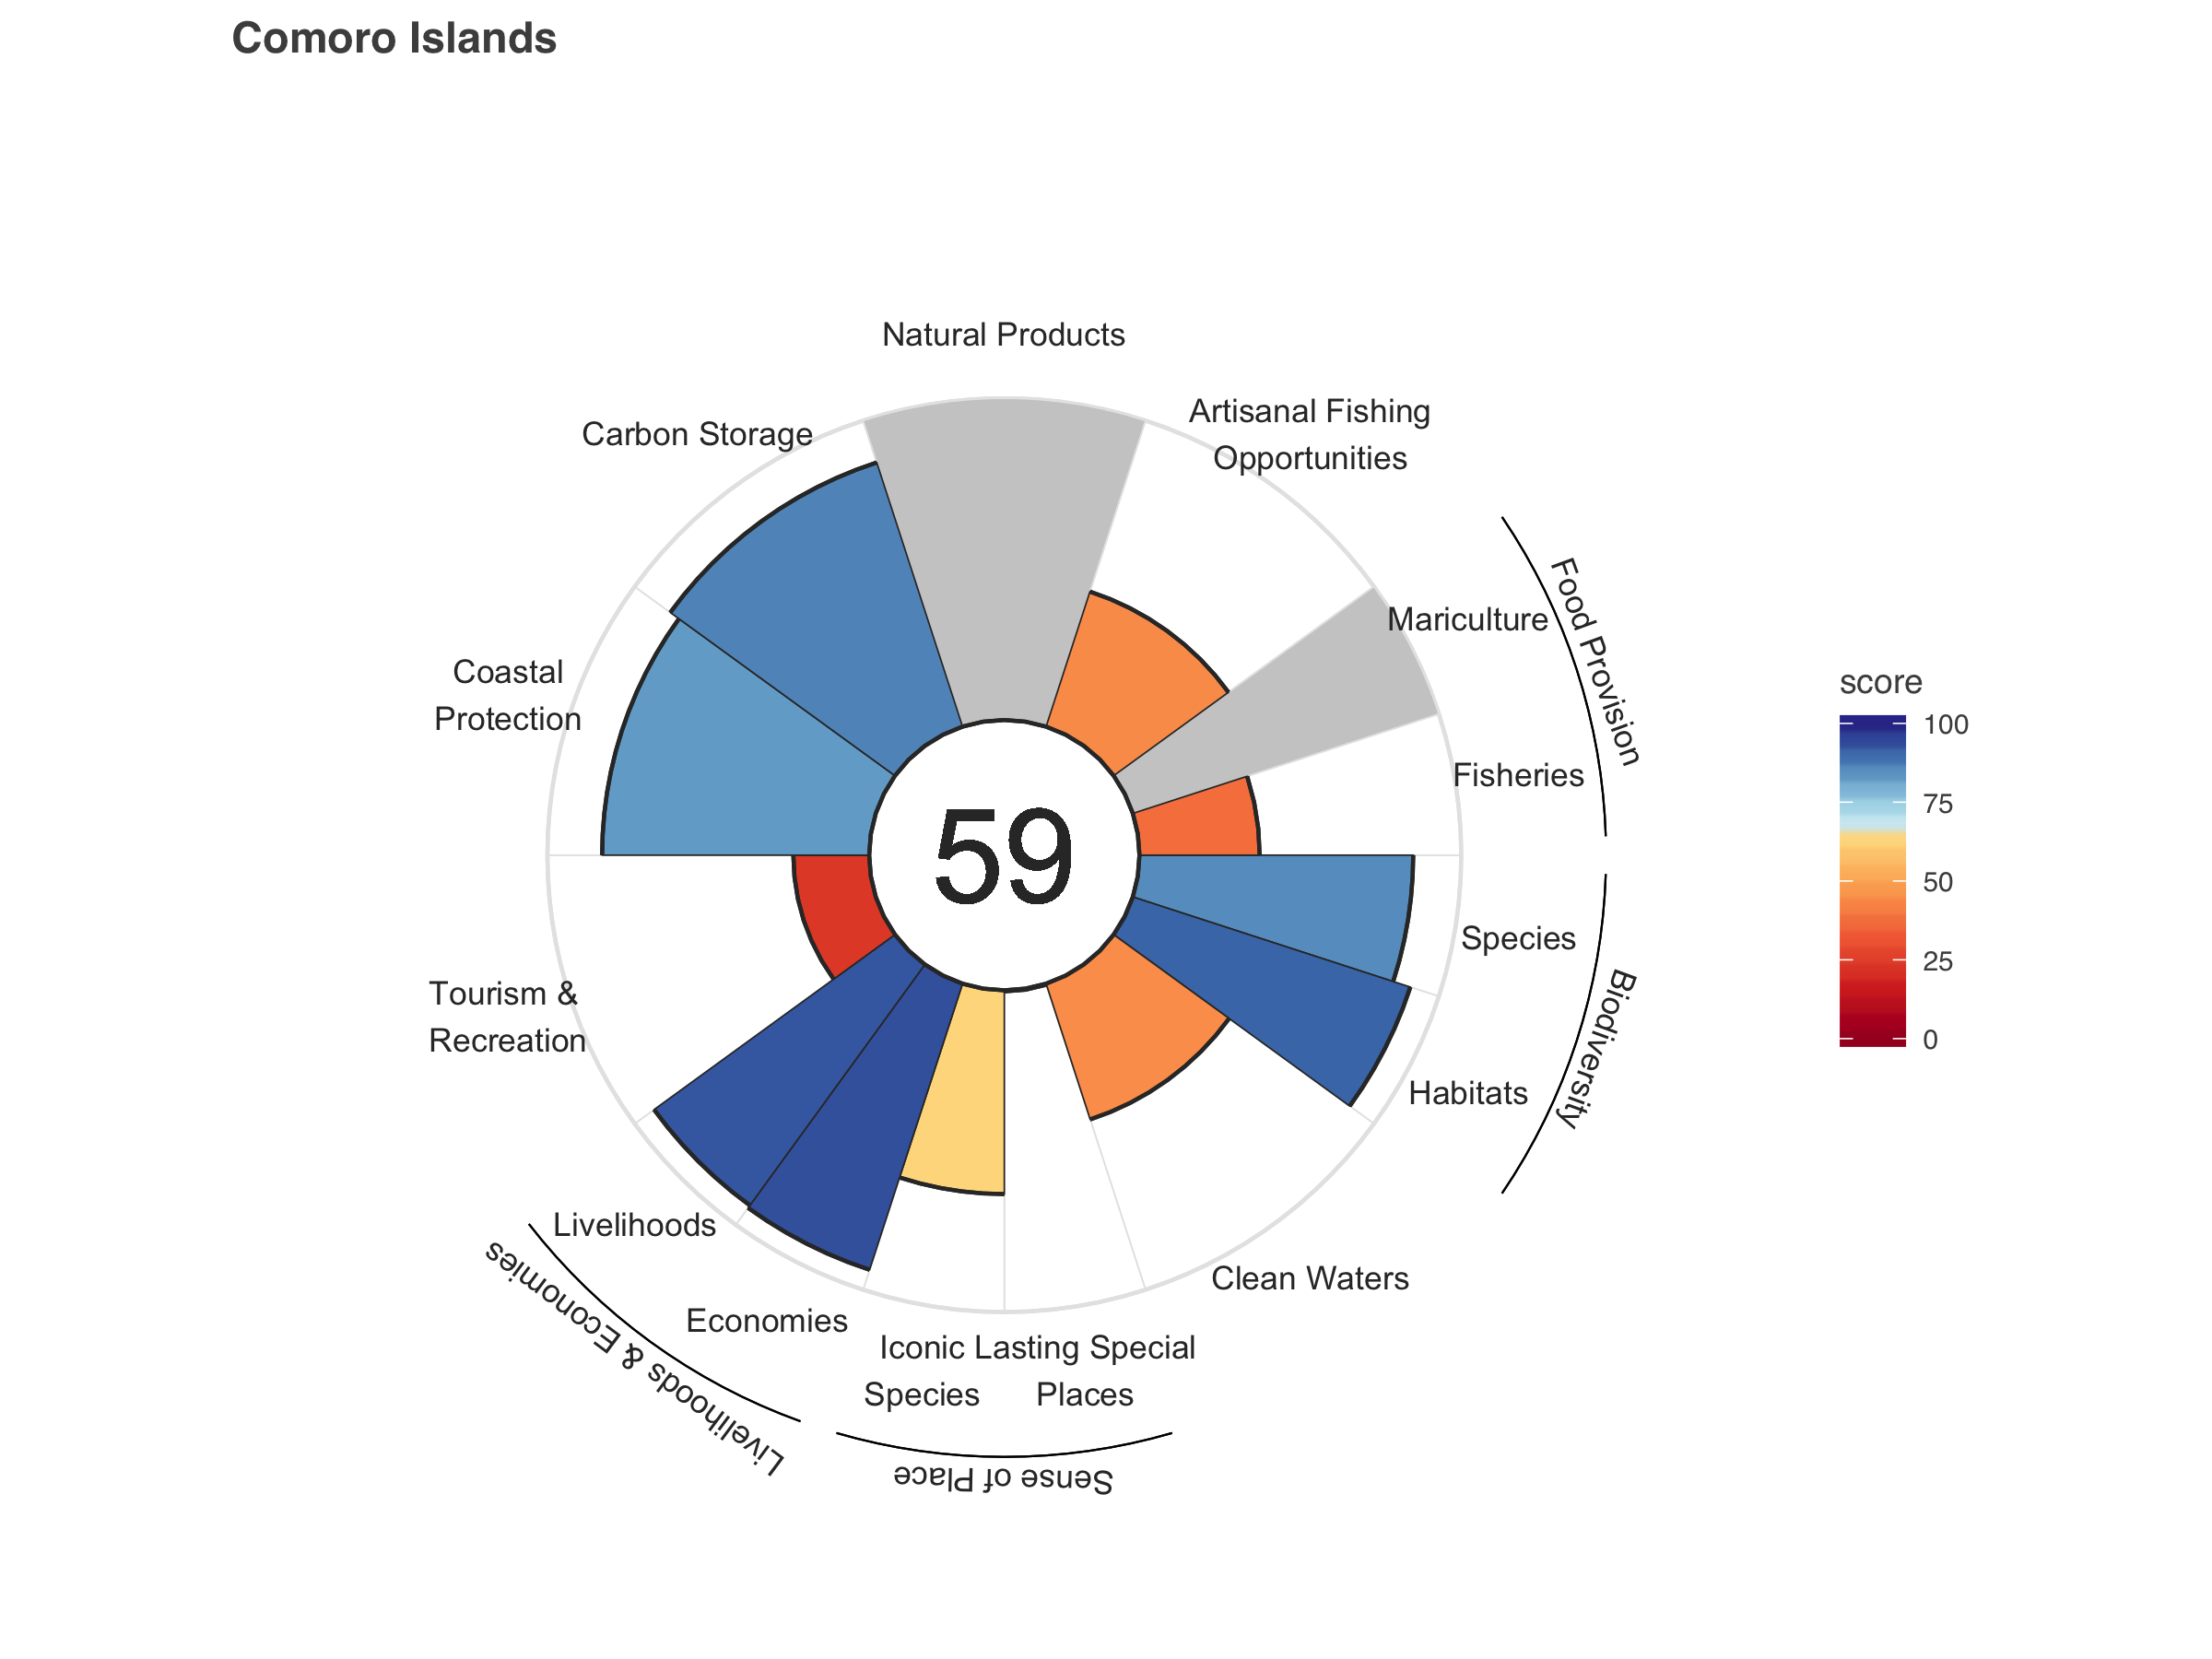 Comoro Islands
Natural Products
Artisanal Fishing
Opportunities
Carbon Storage
Mariculture
Food Provision
Coastal
Protection
Fisheries
59
Species
Biodiversity
Tourism &
Recreation
Habitats
Livelihoods
Livelihoods & Economies
Economies
Clean Waters
Iconic
Species
Lasting Special
Places
Sense of Place
score
100
75
50
25
0